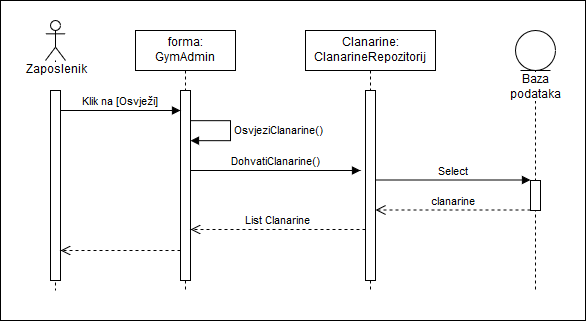 Zaposlenik
forma:
GymAdmin
Clanarine:
ClanarineRepozitorij
Baza
podataka
Klik na [Osvježi]
OsvjeziClanarine()
DohvatiClanarine()
Select
clanarine
List Clanarine